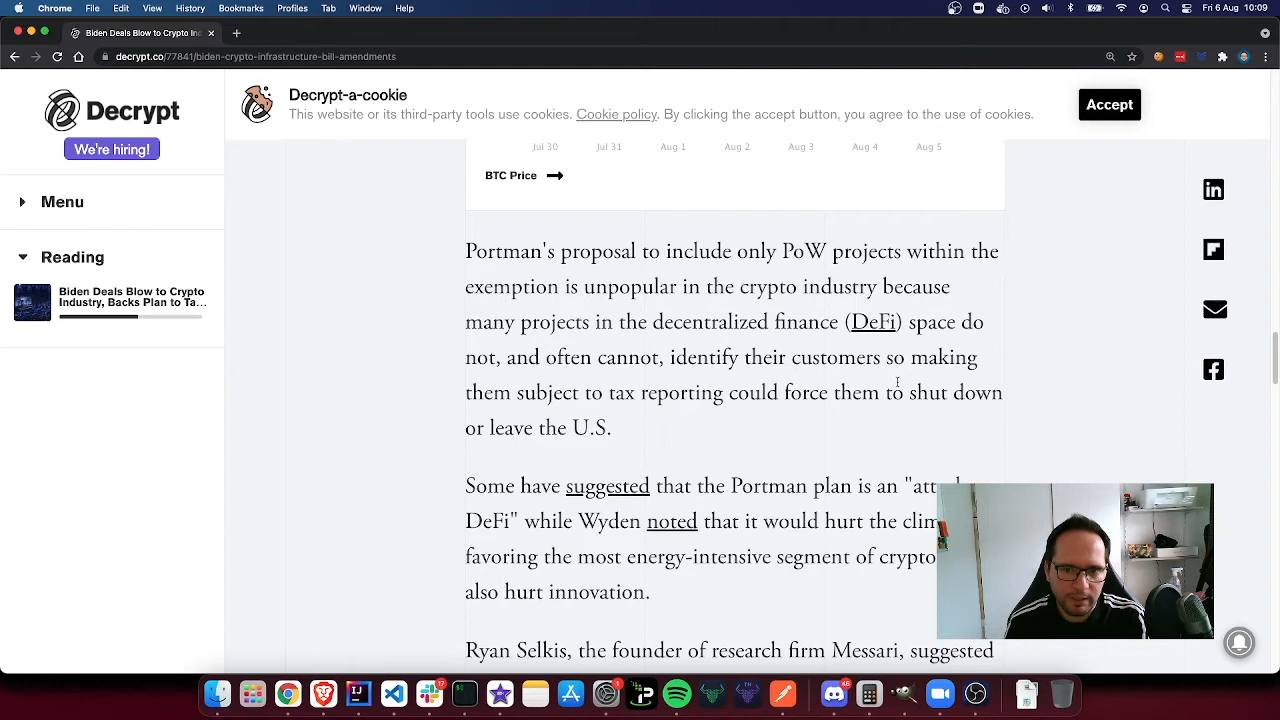 Chrome File Edit View History Bookmarks Profiles Tab Window Help Fri 6 Aug 10:09
Biden Deals Blow to Crypto In
decrypt.co/77841/biden-crypto-infrastructure-bill-amendments
Decrypt
We're hiring!
Menu
Reading
Biden Deals Blow to Crypto
Industry, Backs Plan to Ta...
Decrypt-a-cookie
This website or its third-party tools use cookies. Cookie policy. By clicking the accept button, you agree to the use of cookies.
Accept
Jul 30 Jul 31 Aug 1 Aug 2 Aug 3 Aug 4 Aug 5
BTC Price
Portman's proposal to include only PoW projects within the
exemption is unpopular in the crypto industry because
many projects in the decentralized finance (DeFi) space do
not, and often cannot, identify their customers so making
them subject to tax reporting could force them to shut down
or leave the U.S.
Some have suggested that the Portman plan is an
DeFi" while Wyden noted that it would hurt the
favoring the most energy-intensive segment of crypto
also hurt innovation.
Ryan Selkis, the founder of research firm Messari, suggested
17
1
46